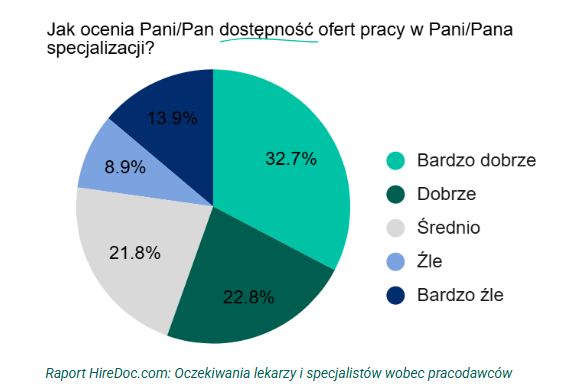 Jak ocenia Pani/Pan dostępność ofert pracy w Pani/Pana
specjalizacji?
13.9%
32.7%
8.9%
21.8%
22.8%
Bardzo dobrze
Dobrze
Średnio
Źle
Bardzo źle
Raport HireDoc.com: Oczekiwania lekarzy i specjalistów wobec pracodawców